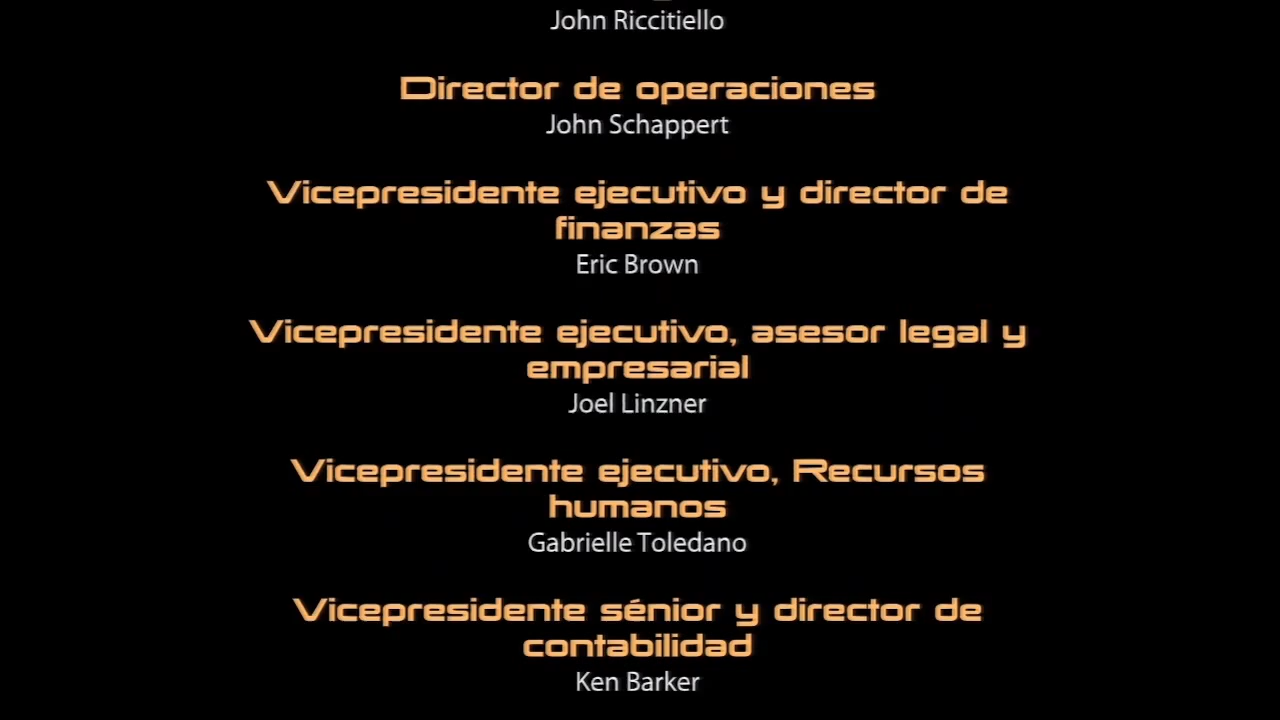 John Riccitiello
Director de operaciones
John Schappert
Vicepresidente ejecutivo y director de
finanzas
Eric Brown
Vicepresidente ejecutivo, asesor legal y
empresarial
Joel Linzner
Vicepresidente ejecutivo, Recursos
humanos
Gabrielle Toledano
Vicepresidente sénior y director de
contabilidad
Ken Barker